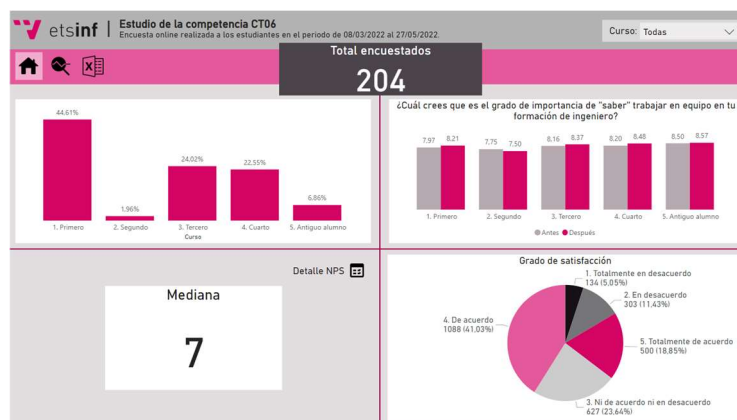 etsinf
Estudio de la competencia CT06
Encuesta online realizada a los estudiantes en el periodo de 08/03/2022 al 27/05/2022.
Curso: Todas
Total encuestados
204
44.61%
1.96%
24.02%
22.55%
6.86%
1. Primero
2. Segundo
3. Tercero
4. Cuarto
5. Antiguo alumno
Curso
¿Cuál crees que es el grado de importancia de "saber" trabajar en equipo en tu
formación de ingeniero?
7.97 8.21
7.75 7.50
8.16 8.37
8.20 8.48
8.50 8.57
1. Primero
2. Segundo
3. Tercero
4. Cuarto
5. Antiguo alumno
Antes Después
Detalle NPS
Mediana
7
Grado de satisfacción
1. Totalmente en desacuerdo
134 (5,05%)
2. En desacuerdo
303 (11,43%)
4. De acuerdo
1088 (41,03%)
5. Totalmente de acuerdo
500 (18,85%)
3. Ni de acuerdo ni en desacuerdo
627 (23,64%)